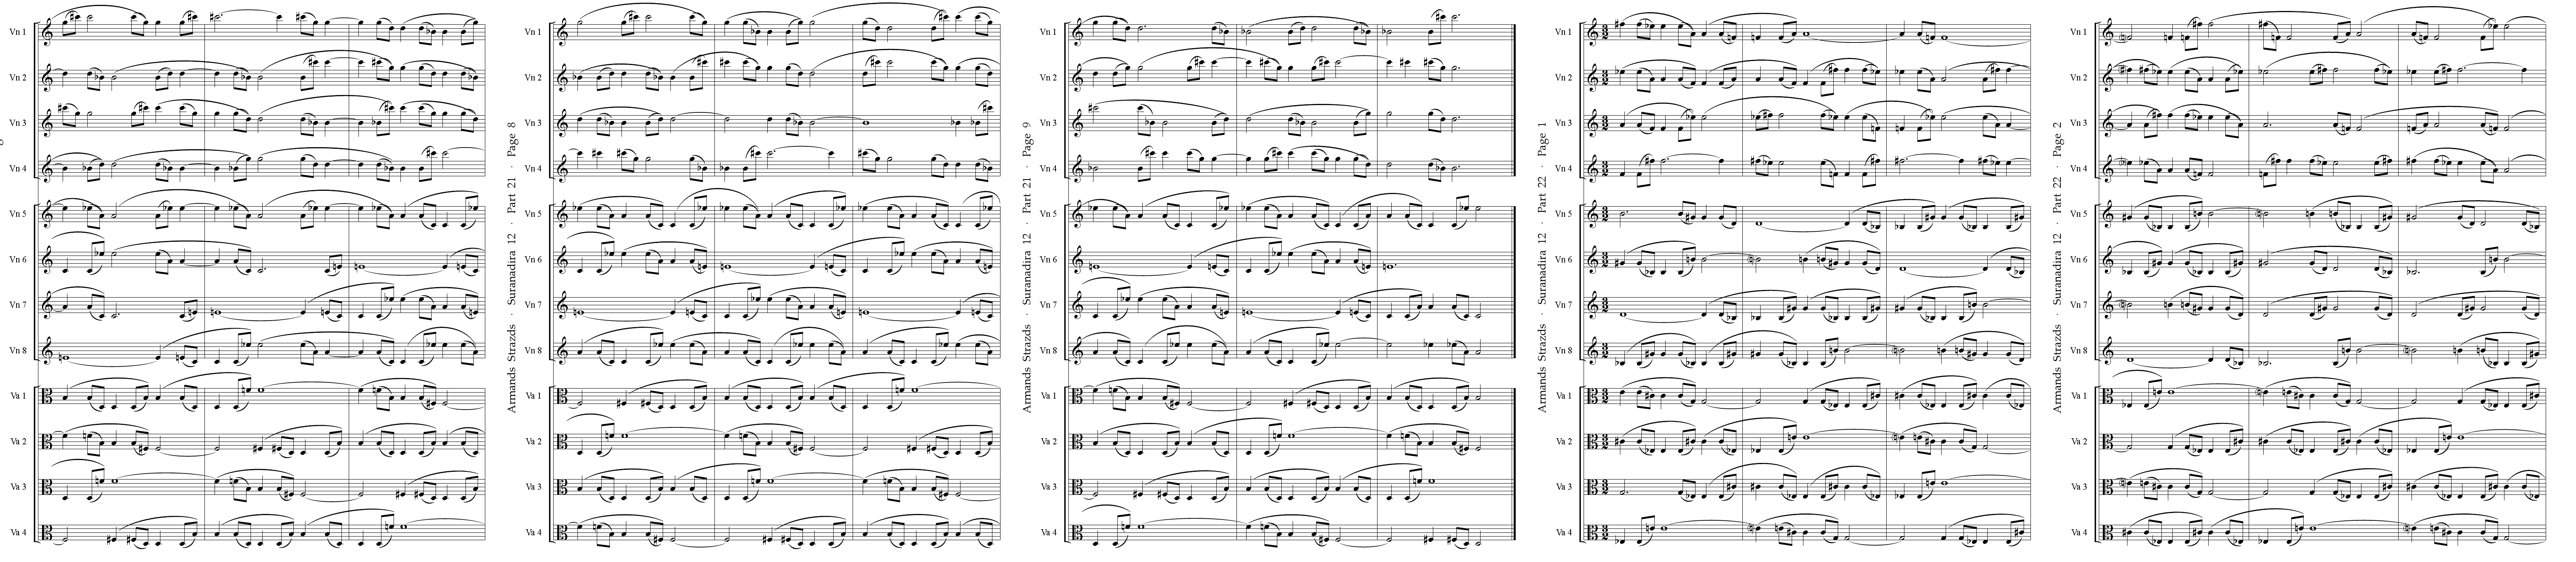 Vn 1
Vn 2
Vn 3
Vn 4
Vn 5
Vn 6
Vn 7
Vn 8
Va 1
Va 2
Va 3
Va 4
Armands Strazds · Suranadira 12 · Part 21 · Page 8
Vn 1
Vn 2
Vn 3
Vn 4
Vn 5
Vn 6
Vn 7
Vn 8
Va 1
Va 2
Va 3
Va 4
Armands Strazds · Suranadira 12 · Part 21 · Page 9
Vn 1
Vn 2
Vn 3
Vn 4
Vn 5
Vn 6
Vn 7
Vn 8
Va 1
Va 2
Va 3
Va 4
Armands Strazds · Suranadira 12 · Part 22 · Page 1
Vn 1
Vn 2
Vn 3
Vn 4
Vn 5
Vn 6
Vn 7
Vn 8
Va 1
Va 2
Va 3
Va 4
Armands Strazds · Suranadira 12 · Part 22 · Page 2
Vn 1
Vn 2
Vn 3
Vn 4
Vn 5
Vn 6
Vn 7
Vn 8
Va 1
Va 2
Va 3
Va 4